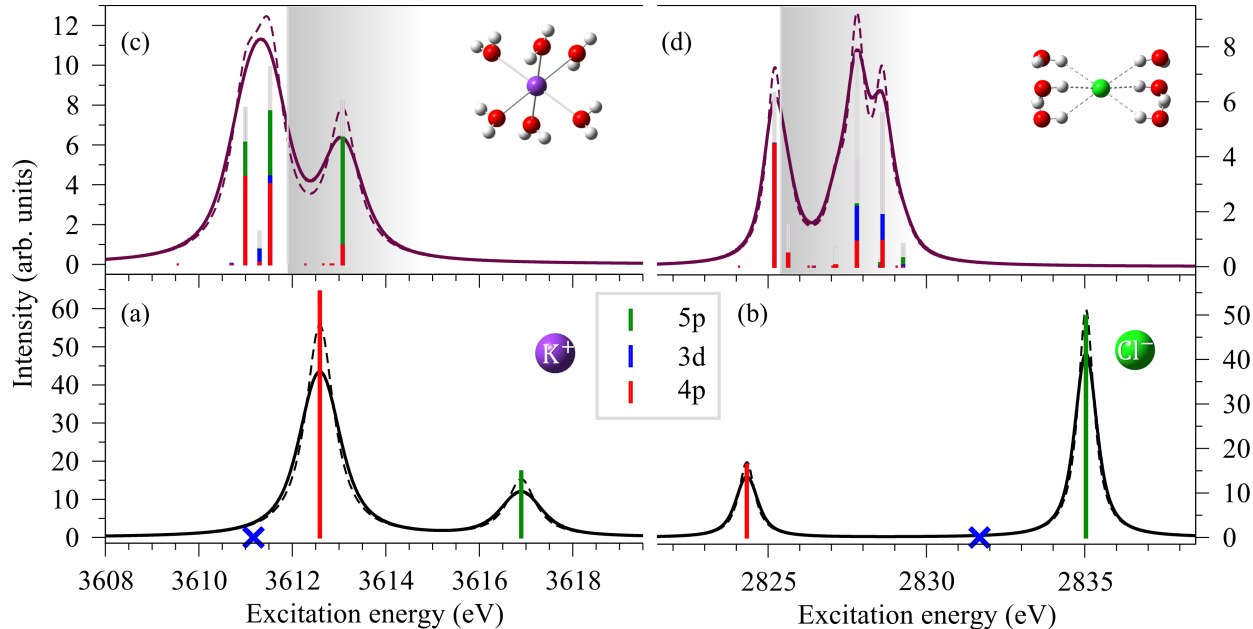 (c)
12
10
8
6
4
2
0
(d)
8
6
4
2
0
Intensity (arb. units)
(a)
60
50
40
30
20
10
0
K⁺
5p
3d
4p
(b)
Cl⁻
50
40
30
20
10
0
3608 3610 3612 3614 3616 3618
2825 2830 2835
Excitation energy (eV)
Excitation energy (eV)